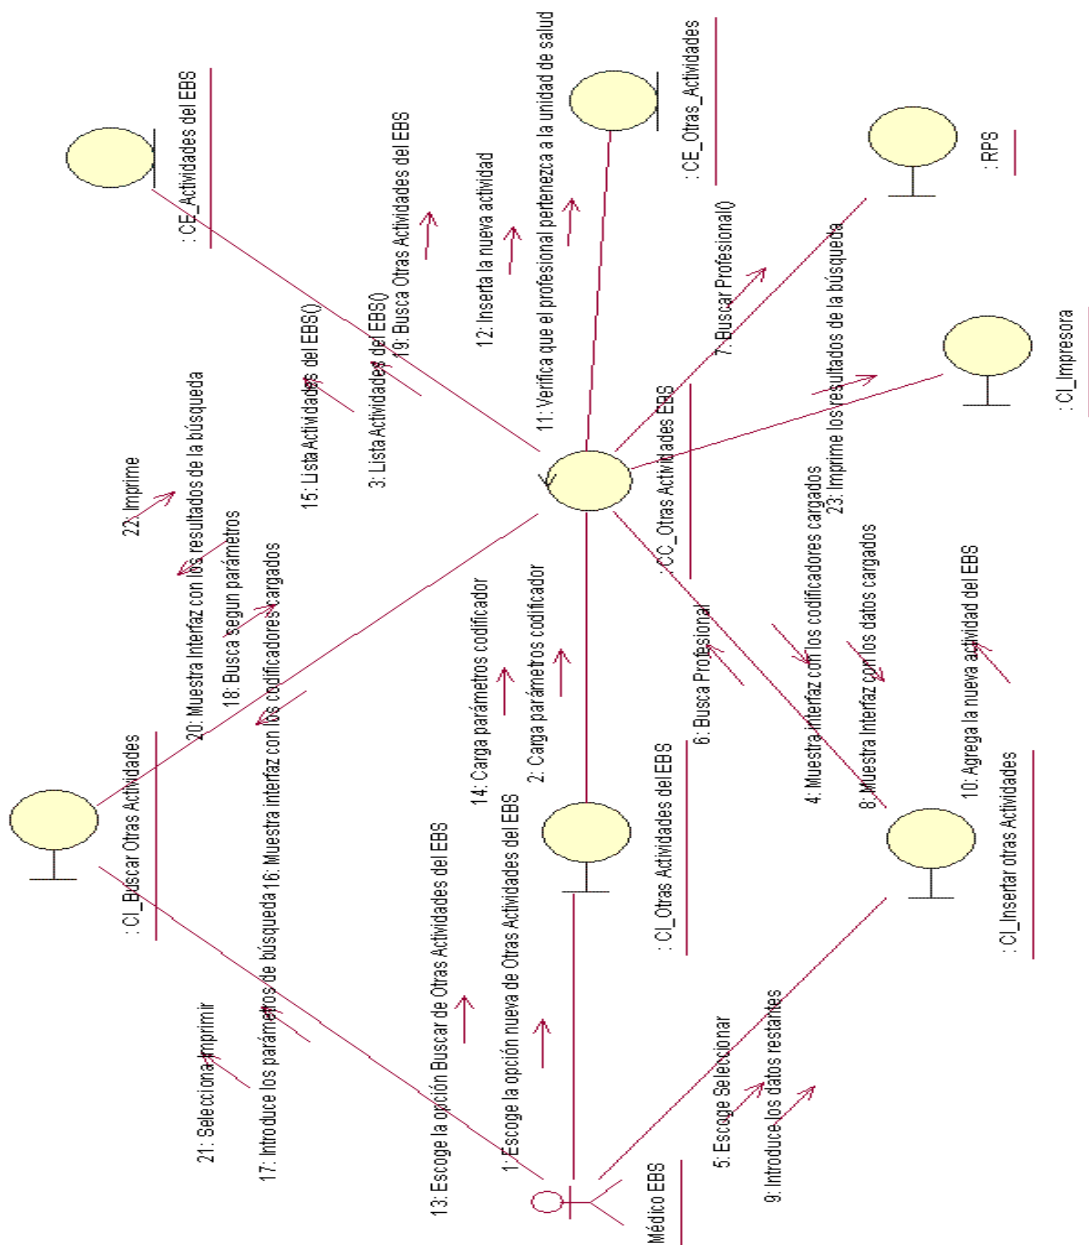 : CE_Actividades del EBS
: CE_Otras_Actividades
: RPS
: CI_Impresora
: CC_Otras Actividades EBS
: CI_Buscar Otras Actividades
: CI_Otras Actividades del EBS
: CI_Insertar otras Actividades
Médico EBS
22: Imprime
20: Muestra Interfaz con los resultados de la búsqueda
18: Busca segun parámetros
16: Muestra interfaz con los codificadores cargados
15: Lista Actividades del EBS()
3: Lista Actividades del EBS()
19: Busca Otras Actividades del EBS
12: Inserta la nueva actividad
11: Verifica que el profesional pertenezca a la unidad de salud
7: Buscar Profesional()
23: Imprime los resultados de la búsqueda
14: Carga parámetros codificador
2: Carga parámetros codificador
6: Busca Profesional
4: Muestra interfaz con los codificadores cargados
8: Muestra Interfaz con los datos cargados
10: Agrega la nueva actividad del EBS
21: Selecciona Imprimir
17: Introduce los parámetros de búsqueda
13: Escoge la opción Buscar de Otras Actividades del EBS
1: Escoge la opción nueva de Otras Actividades del EBS
5: Escoge Seleccionar
9: Introduce los datos restantes